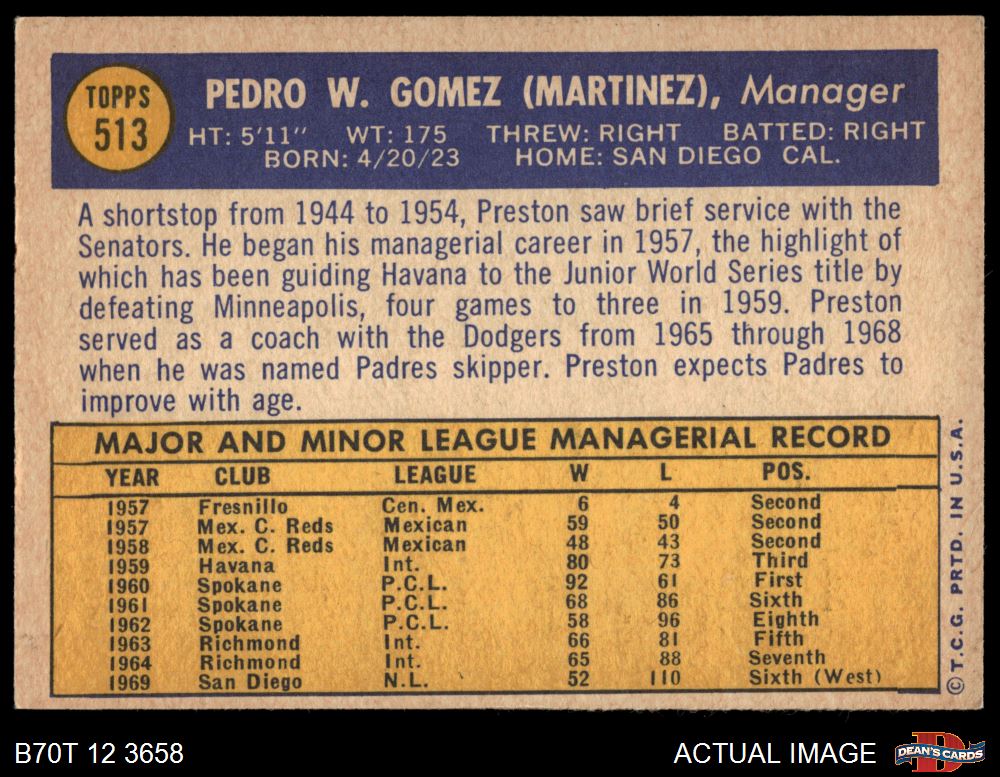 TOPPS
513
PEDRO W. GOMEZ (MARTINEZ), Manager
HT: 5'11" WT: 175 THREW: RIGHT BATTED: RIGHT
BORN: 4/20/23 HOME: SAN DIEGO CAL.
A shortstop from 1944 to 1954, Preston saw brief service with the
Senators. He began his managerial career in 1957, the highlight of
which has been guiding Havana to the Junior World Series title by
defeating Minneapolis, four games to three in 1959. Preston
served as a coach with the Dodgers from 1965 through 1968
when he was named Padres skipper. Preston expects Padres to
improve with age.
MAJOR AND MINOR LEAGUE MANAGERIAL RECORD
YEAR CLUB LEAGUE W L POS.
1957 Fresnillo Cen. Mex. 6 4 Second
1957 Mex. C. Reds Mexican 59 50 Second
1958 Mex. C. Reds Mexican 48 43 Second
1959 Havana Int. 80 73 Third
1960 Spokane P.C.L. 92 61 First
1961 Spokane P.C.L. 68 86 Sixth
1962 Spokane P.C.L. 58 96 Eighth
1963 Richmond Int. 66 81 Fifth
1964 Richmond Int. 65 88 Seventh
1969 San Diego N.L. 52 110 Sixth (West)
© T.C.G. PRTD. IN U.S.A.
B70T 12 3658
ACTUAL IMAGE
D
DEAN'S CARDS